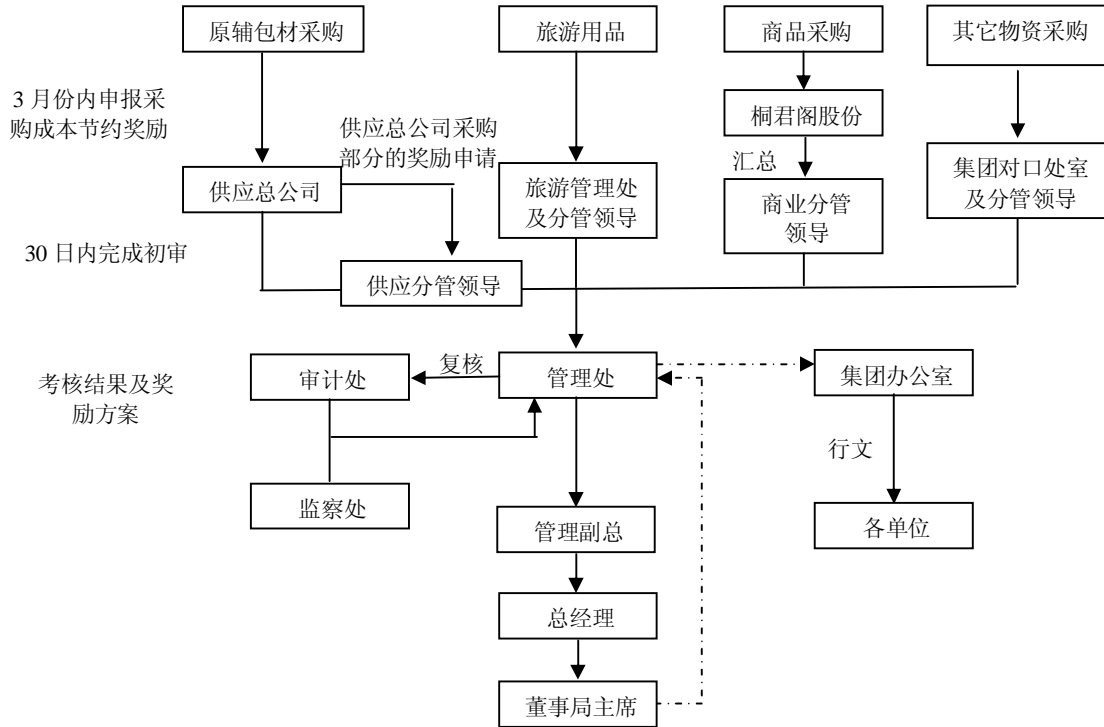 原辅包材采购
旅游用品
商品采购
其它物资采购
3 月份内申报采
购成本节约奖励
供应总公司采购
部分的奖励申请
桐君阁股份
汇总
供应总公司
旅游管理处
及分管领导
商业分管
领导
集团对口处室
及分管领导
30 日内完成初审
供应分管领导
考核结果及奖
励方案
审计处
复核
管理处
集团办公室
行文
监察处
管理副总
各单位
总经理
董事局主席